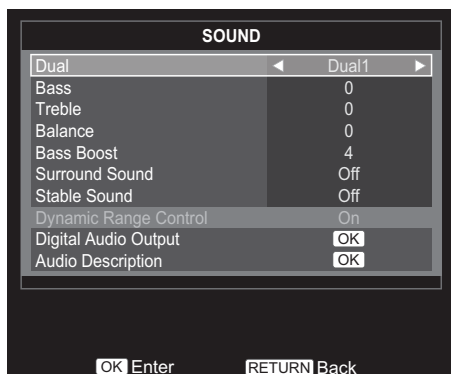 SOUND
Dual ◀ Dual1 ▶
Bass 0
Treble 0
Balance 0
Bass Boost 4
Surround Sound Off
Stable Sound Off
Dynamic Range Control On
Digital Audio Output OK
Audio Description OK
OK Enter RETURN Back